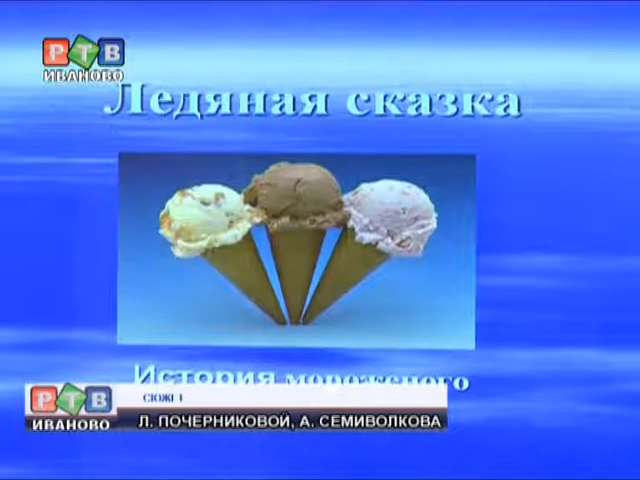 РТВ
ИВАНОВО
Ледяная сказка
История мороженого
РТВ
ИВАНОВО
СЮЖЕТ
Л. ПОЧЕРНИКОВОЙ, А. СЕМИВОЛКОВА